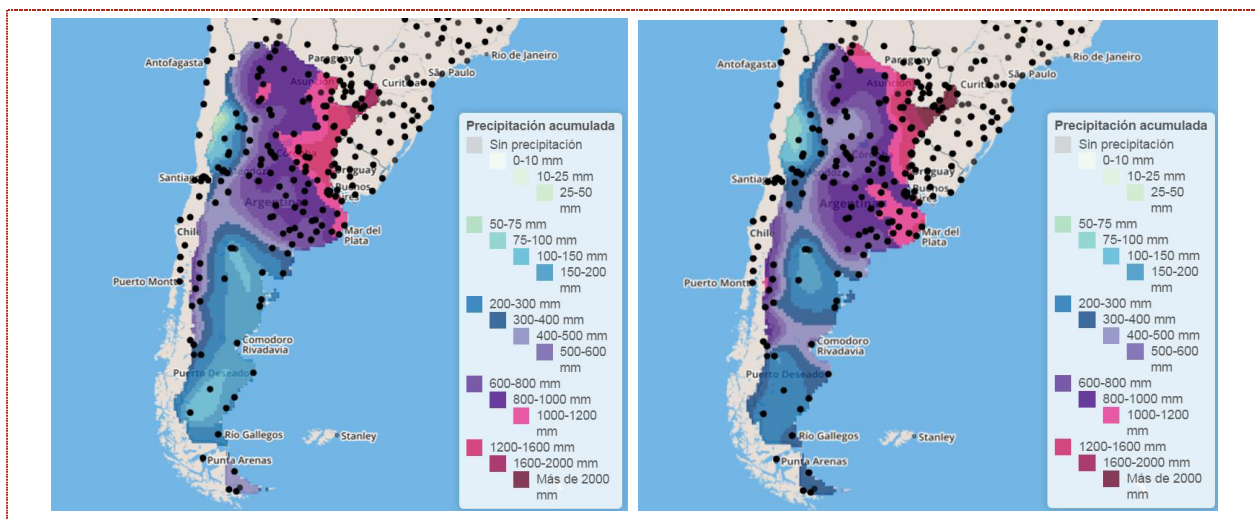 Antofagasta
Paraguay
Rio de Janeiro
São Paulo
Asunción
Curitiba
Córdoba
Mendoza
Santiago
Uruguay
Buenos
Aires
Argentina
Chile
Mar del
Plata
Puerto Montt
Comodoro
Rivadavia
Puerto Deseado
Río Gallegos
Stanley
Punta Arenas
Precipitación acumulada
Sin precipitación
0-10 mm
10-25 mm
25-50
mm
50-75 mm
75-100 mm
100-150 mm
150-200
mm
200-300 mm
300-400 mm
400-500 mm
500-600
mm
600-800 mm
800-1000 mm
1000-1200
mm
1200-1600 mm
1600-2000 mm
Más de 2000
mm
Antofagasta
Paraguay
Rio de Janeiro
São Paulo
Asunción
Curitiba
Córdoba
Mendoza
Santiago
Uruguay
Buenos
Aires
Argentina
Chile
Mar del
Plata
Puerto Montt
Comodoro
Rivadavia
Puerto Deseado
Río Gallegos
Stanley
Punta Arenas
Precipitación acumulada
Sin precipitación
0-10 mm
10-25 mm
25-50
mm
50-75 mm
75-100 mm
100-150 mm
150-200
mm
200-300 mm
300-400 mm
400-500 mm
500-600
mm
600-800 mm
800-1000 mm
1000-1200
mm
1200-1600 mm
1600-2000 mm
Más de 2000
mm